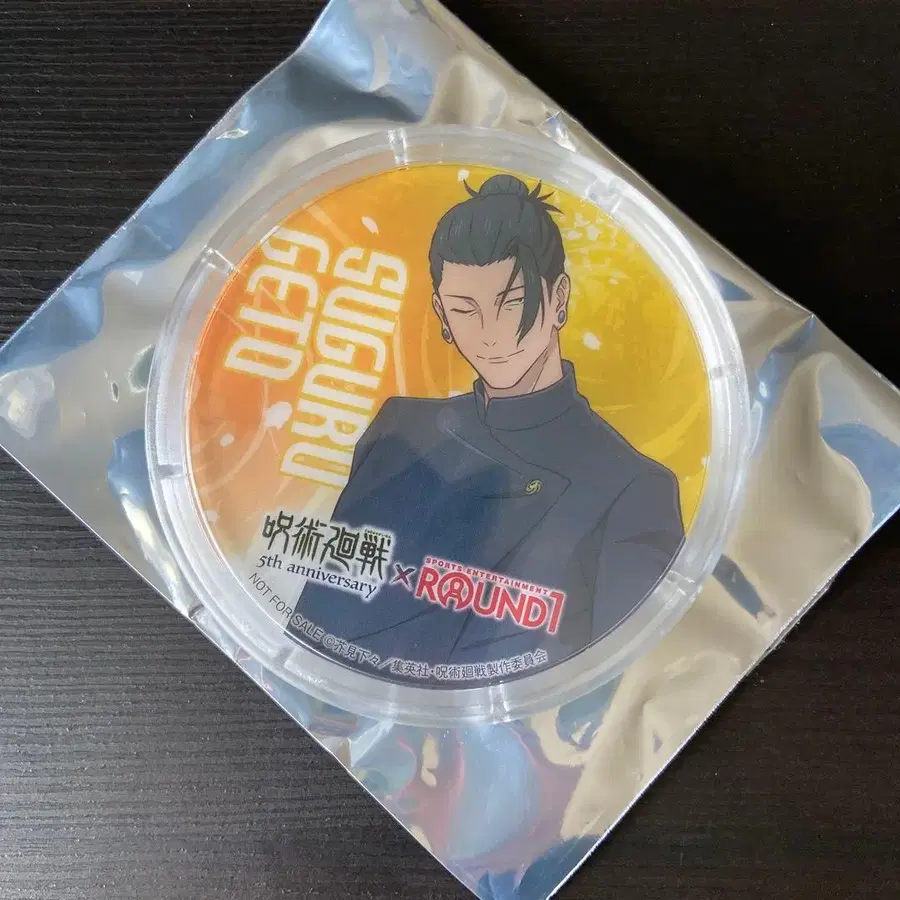 SUGURU
GETO
呪術廻戦
5th anniversary
×
SPORTS ENTERTAINMENT
ROUND1
NOT FOR SALE ©芥見下々/集英社・呪術廻戦製作委員会